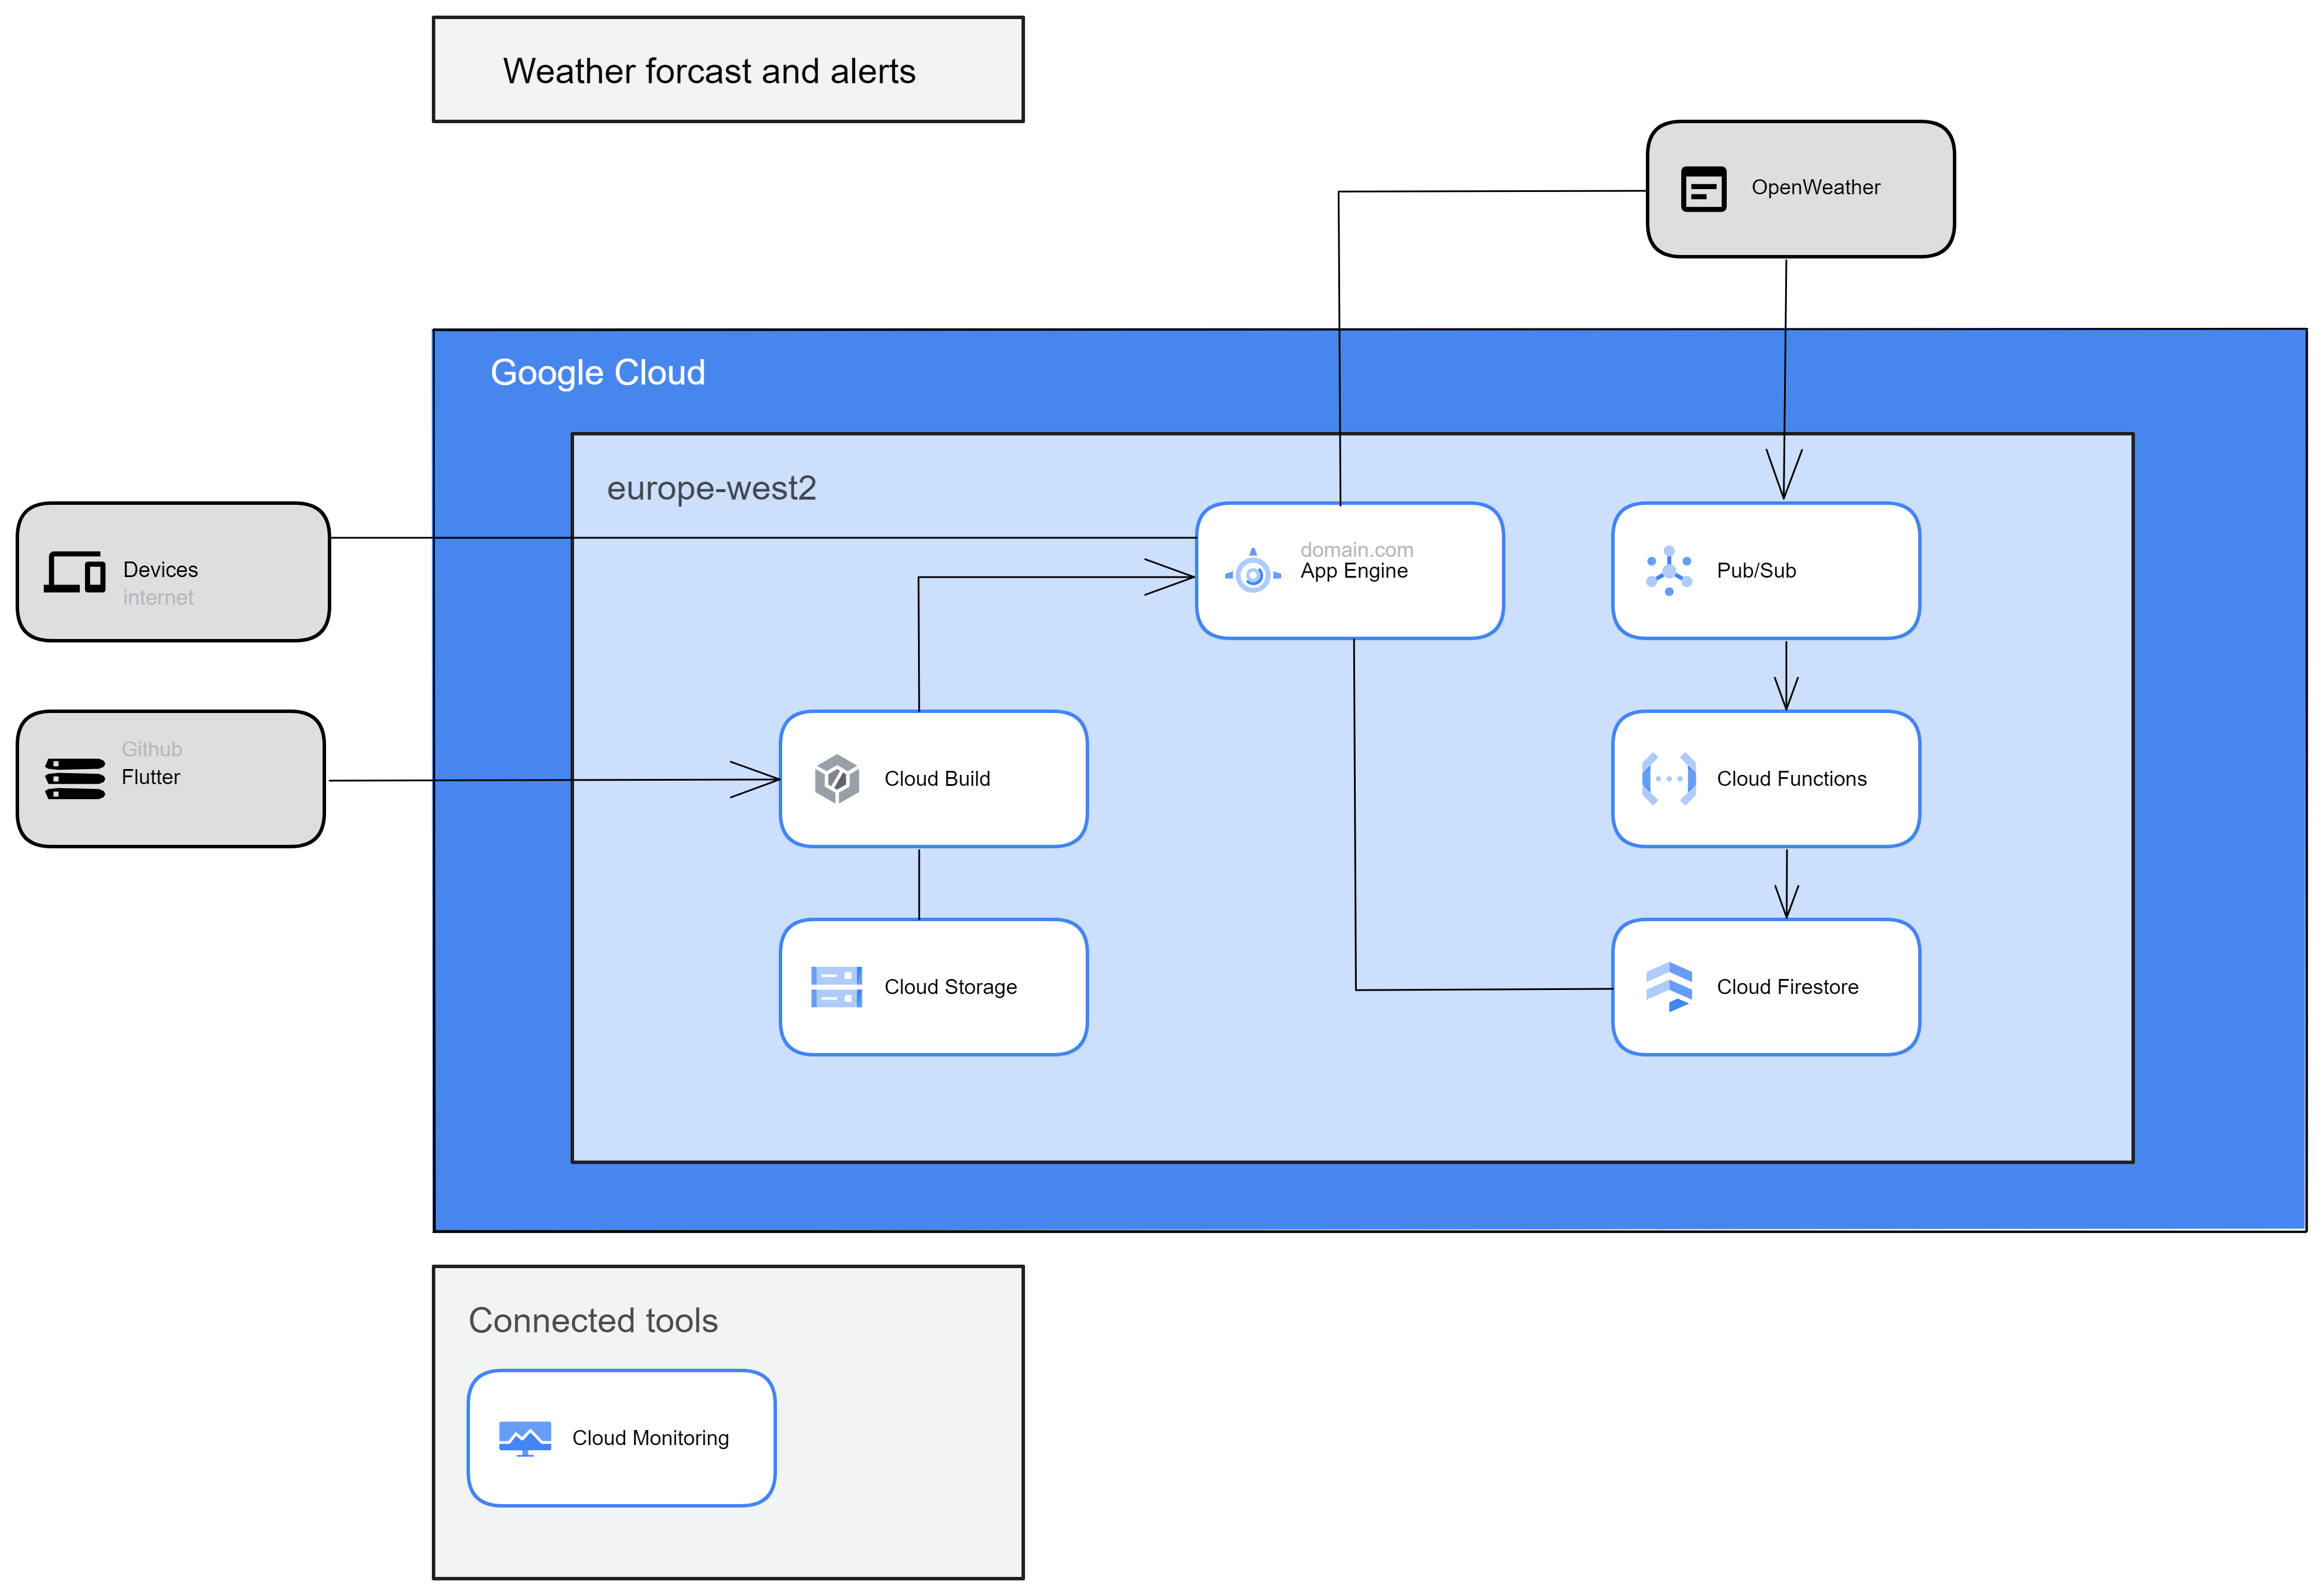 Weather forcast and alerts
OpenWeather
Google Cloud
europe-west2
Devices
internet
domain.com
App Engine
Pub/Sub
Github
Flutter
Cloud Build
Cloud Functions
Cloud Storage
Cloud Firestore
Connected tools
Cloud Monitoring